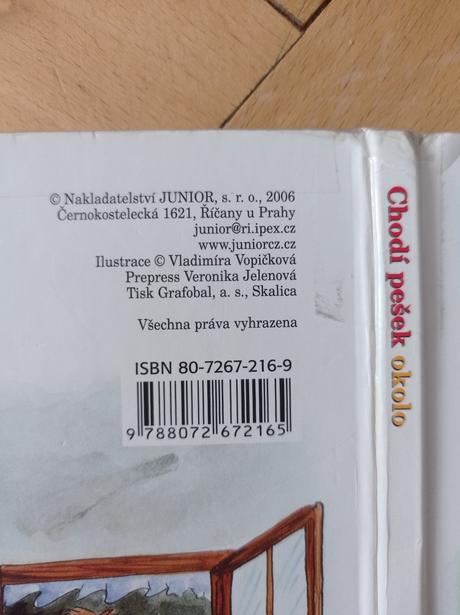 © Nakladatelství JUNIOR, s. r. o., 2006
Černokostelecká 1621, Říčany u Prahy
junior@ri.ipex.cz
www.juniorcz.cz
Ilustrace © Vladimíra Vopičková
Prepress Veronika Jelenová
Tisk Grafobal, a. s., Skalica
Všechna práva vyhrazena
ISBN 80-7267-216-9
9 788072 672165
Chodí pešek okolo